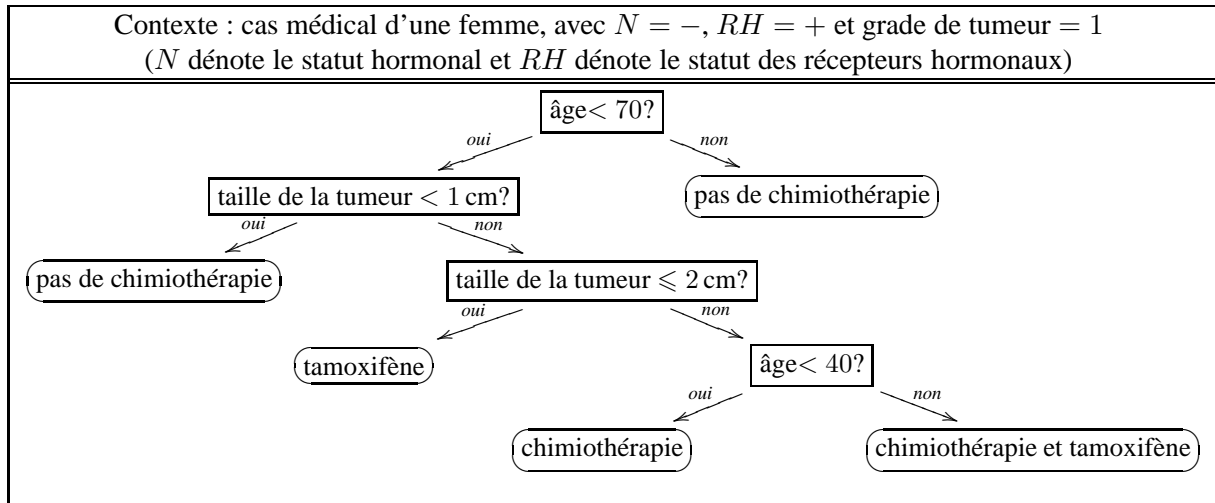 Contexte : cas médical d’une femme, avec N = −, RH = + et grade de tumeur = 1
(N dénote le statut hormonal et RH dénote le statut des récepteurs hormonaux)
âge< 70?
oui
non
taille de la tumeur < 1 cm?
pas de chimiothérapie
oui
non
pas de chimiothérapie
taille de la tumeur ⩽ 2 cm?
oui
non
tamoxifène
âge< 40?
oui
non
chimiothérapie
chimiothérapie et tamoxifène